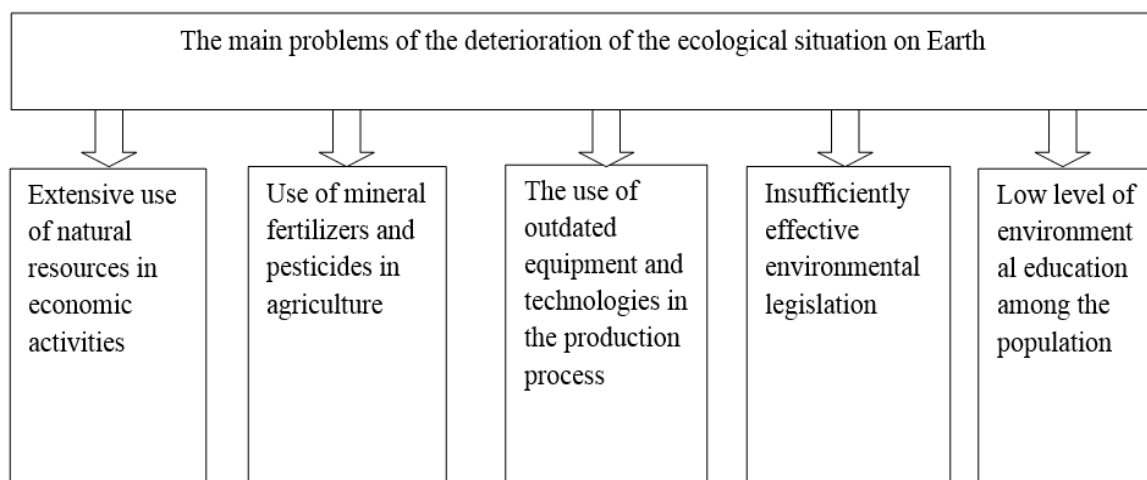 The main problems of the deterioration of the ecological situation on Earth
Extensive use
of natural
resources in
economic
activities
Use of mineral
fertilizers and
pesticides in
agriculture
The use of
outdated
equipment and
technologies in
the production
process
Insufficiently
effective
environmental
legislation
Low level of
environment
al education
among the
population